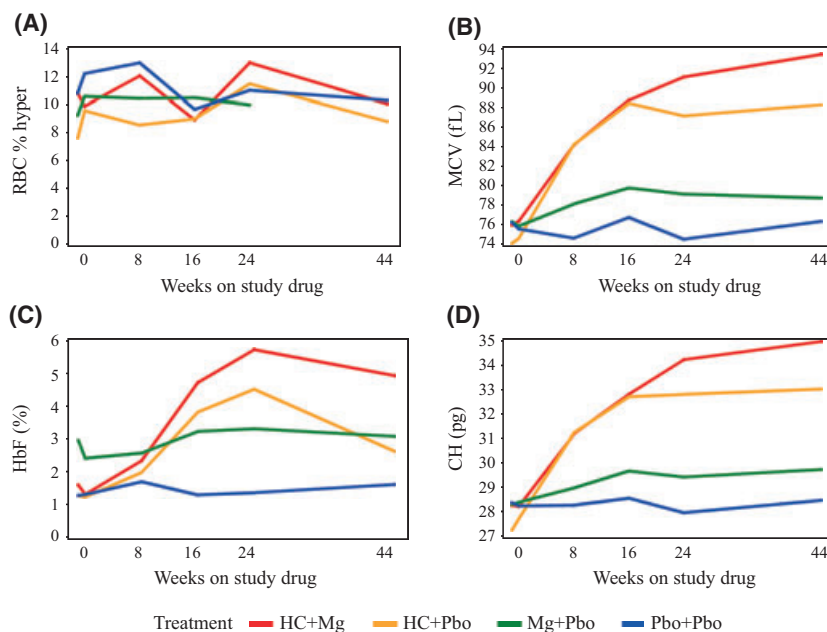 (A)
14
12
10
8
6
4
2
0
RBC % hyper
0 8 16 24 44
Weeks on study drug
(B)
94
92
90
88
86
84
82
80
78
76
74
MCV (fL)
0 8 16 24 44
Weeks on study drug
(C)
6
5
4
3
2
1
0
HbF (%)
0 8 16 24 44
Weeks on study drug
(D)
35
34
33
32
31
30
29
28
27
CH (pg)
0 8 16 24 44
Weeks on study drug
Treatment HC+Mg HC+Pbo Mg+Pbo Pbo+Pbo